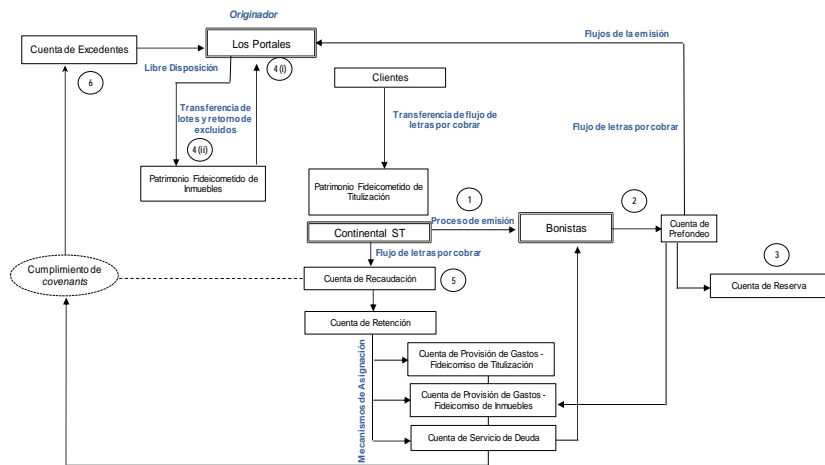 Originador
Cuenta de Excedentes
Los Portales
Flujos de la emisión
Libre Disposición
4 (i)
6
Clientes
Transferencia de
lotes y retorno de
excluidos
Transferencia de flujo de
letras por cobrar
Flujo de letras por cobrar
4 (ii)
Patrimonio Fideicometido de
Inmuebles
Patrimonio Fideicometido de
Titulización
1
2
Proceso de emisión
Continental ST
Bonistas
Cuenta de
Prefondeo
Flujo de letras por cobrar
3
Cumplimiento de
covenants
Cuenta de Recaudación
5
Cuenta de Reserva
Cuenta de Retención
Mecanismos de Asignación
Cuenta de Provisión de Gastos -
Fideicomiso de Titulización
Cuenta de Provisión de Gastos -
Fideicomiso de Inmuebles
Cuenta de Servicio de Deuda